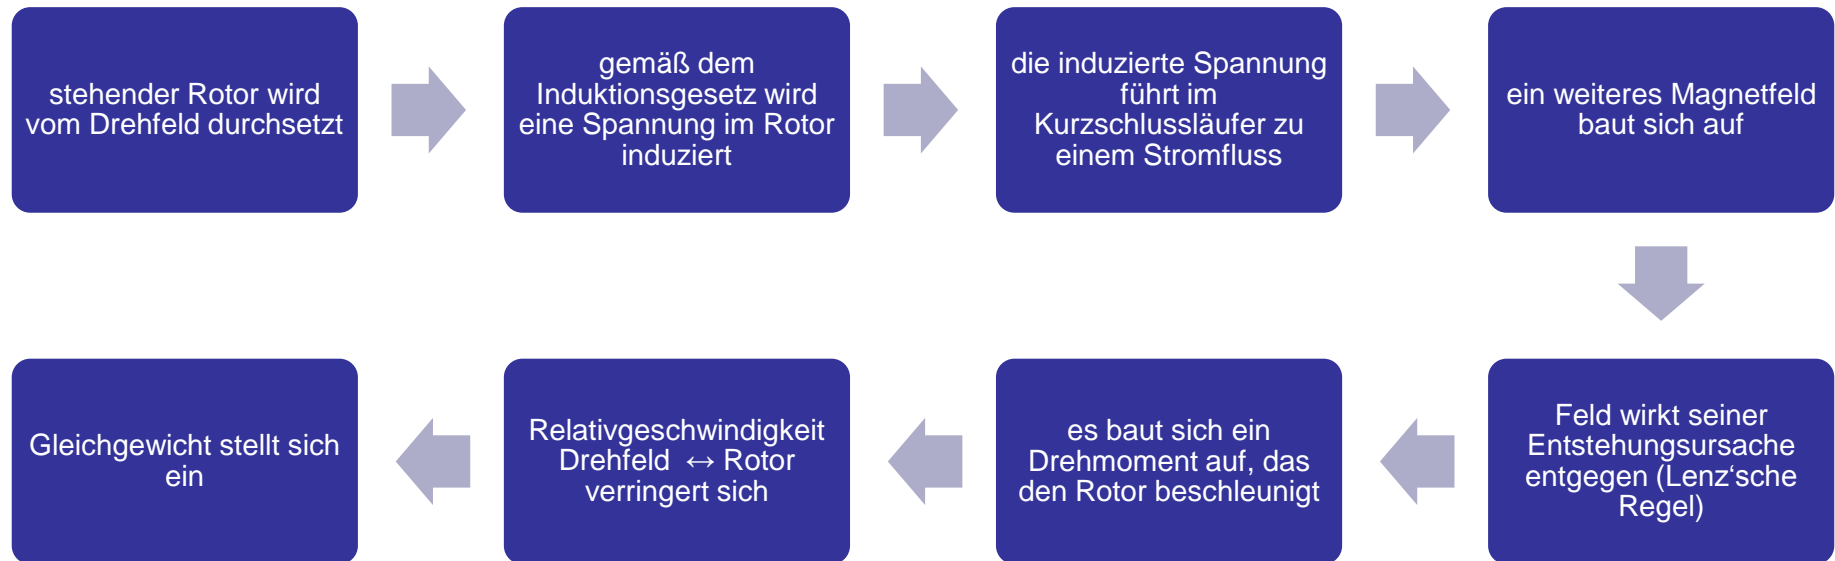 stehender Rotor wird
vom Drehfeld durchsetzt
gemäß dem
Induktionsgesetz wird
eine Spannung im Rotor
induziert
die induzierte Spannung
führt im
Kurzschlussläufer zu
einem Stromfluss
ein weiteres Magnetfeld
baut sich auf
Feld wirkt seiner
Entstehungsursache
entgegen (Lenz‘sche
Regel)
es baut sich ein
Drehmoment auf, das
den Rotor beschleunigt
Relativgeschwindigkeit
Drehfeld ↔ Rotor
verringert sich
Gleichgewicht stellt sich
ein